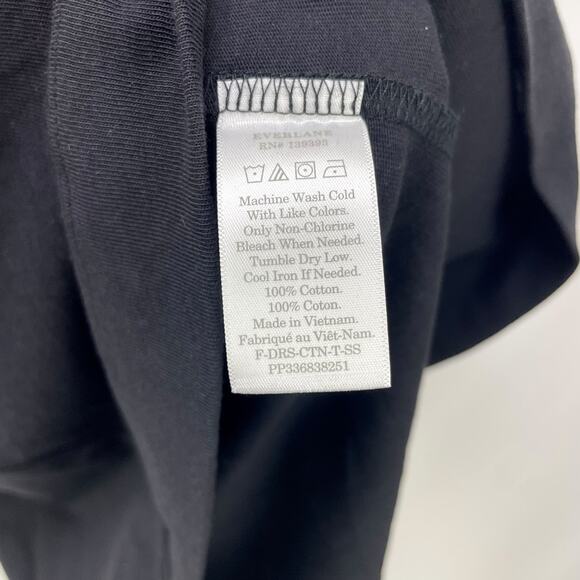 EVERLANE
RN# 139395
Machine Wash Cold
With Like Colors.
Only Non-Chlorine
Bleach When Needed.
Tumble Dry Low.
Cool Iron If Needed.
100% Cotton.
100% Coton.
Made in Vietnam.
Fabriqué au Viêt-Nam.
F-DRS-CTN-T-SS
PP336838251